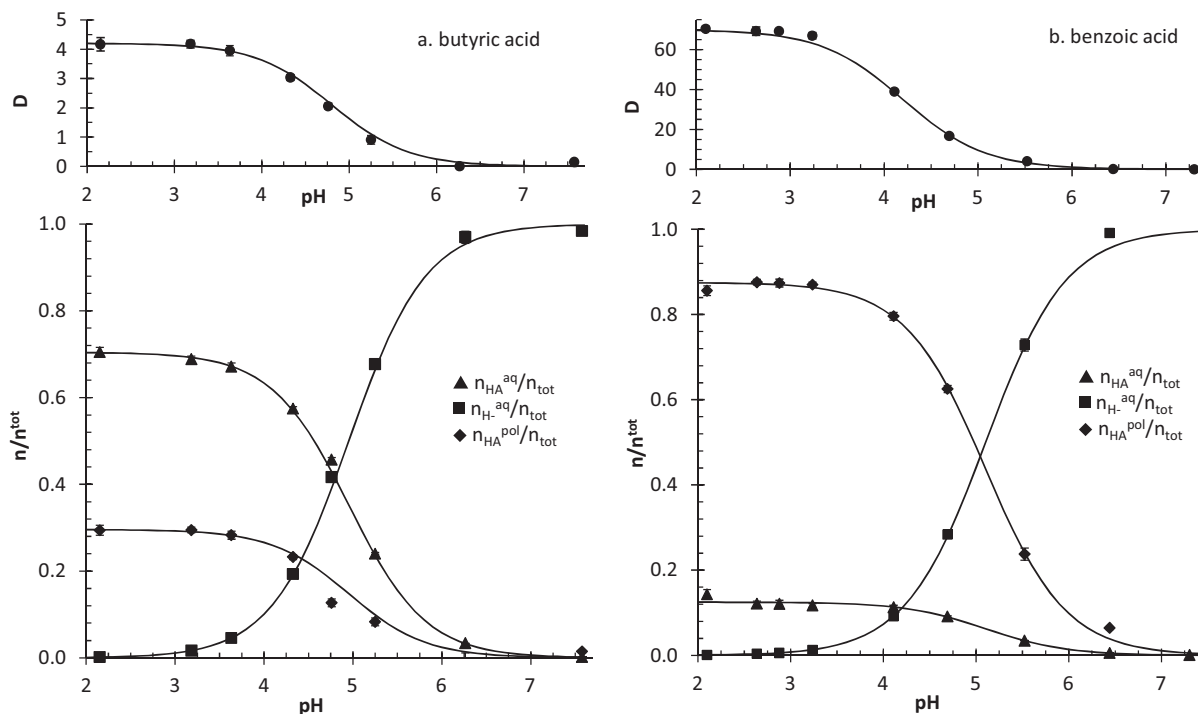 a. butyric acid
D
5
4
3
2
1
0
2 3 4 5 6 7
pH
b. benzoic acid
D
60
40
20
0
2 3 4 5 6 7
pH
n/n^tot
1.0
0.8
0.6
0.4
0.2
0.0
n_HA^aq/n_tot
n_H-^aq/n_tot
n_HA^pol/n_tot
2 3 4 5 6 7
pH
n/n^tot
1.0
0.8
0.6
0.4
0.2
0.0
n_HA^aq/n_tot
n_H-^aq/n_tot
n_HA^pol/n_tot
2 3 4 5 6 7
pH